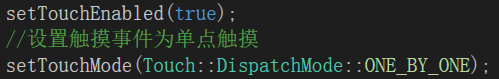 setTouchEnabled(true);
//设置触摸事件为单点触摸
setTouchMode(Touch::DispatchMode::ONE_BY_ONE);